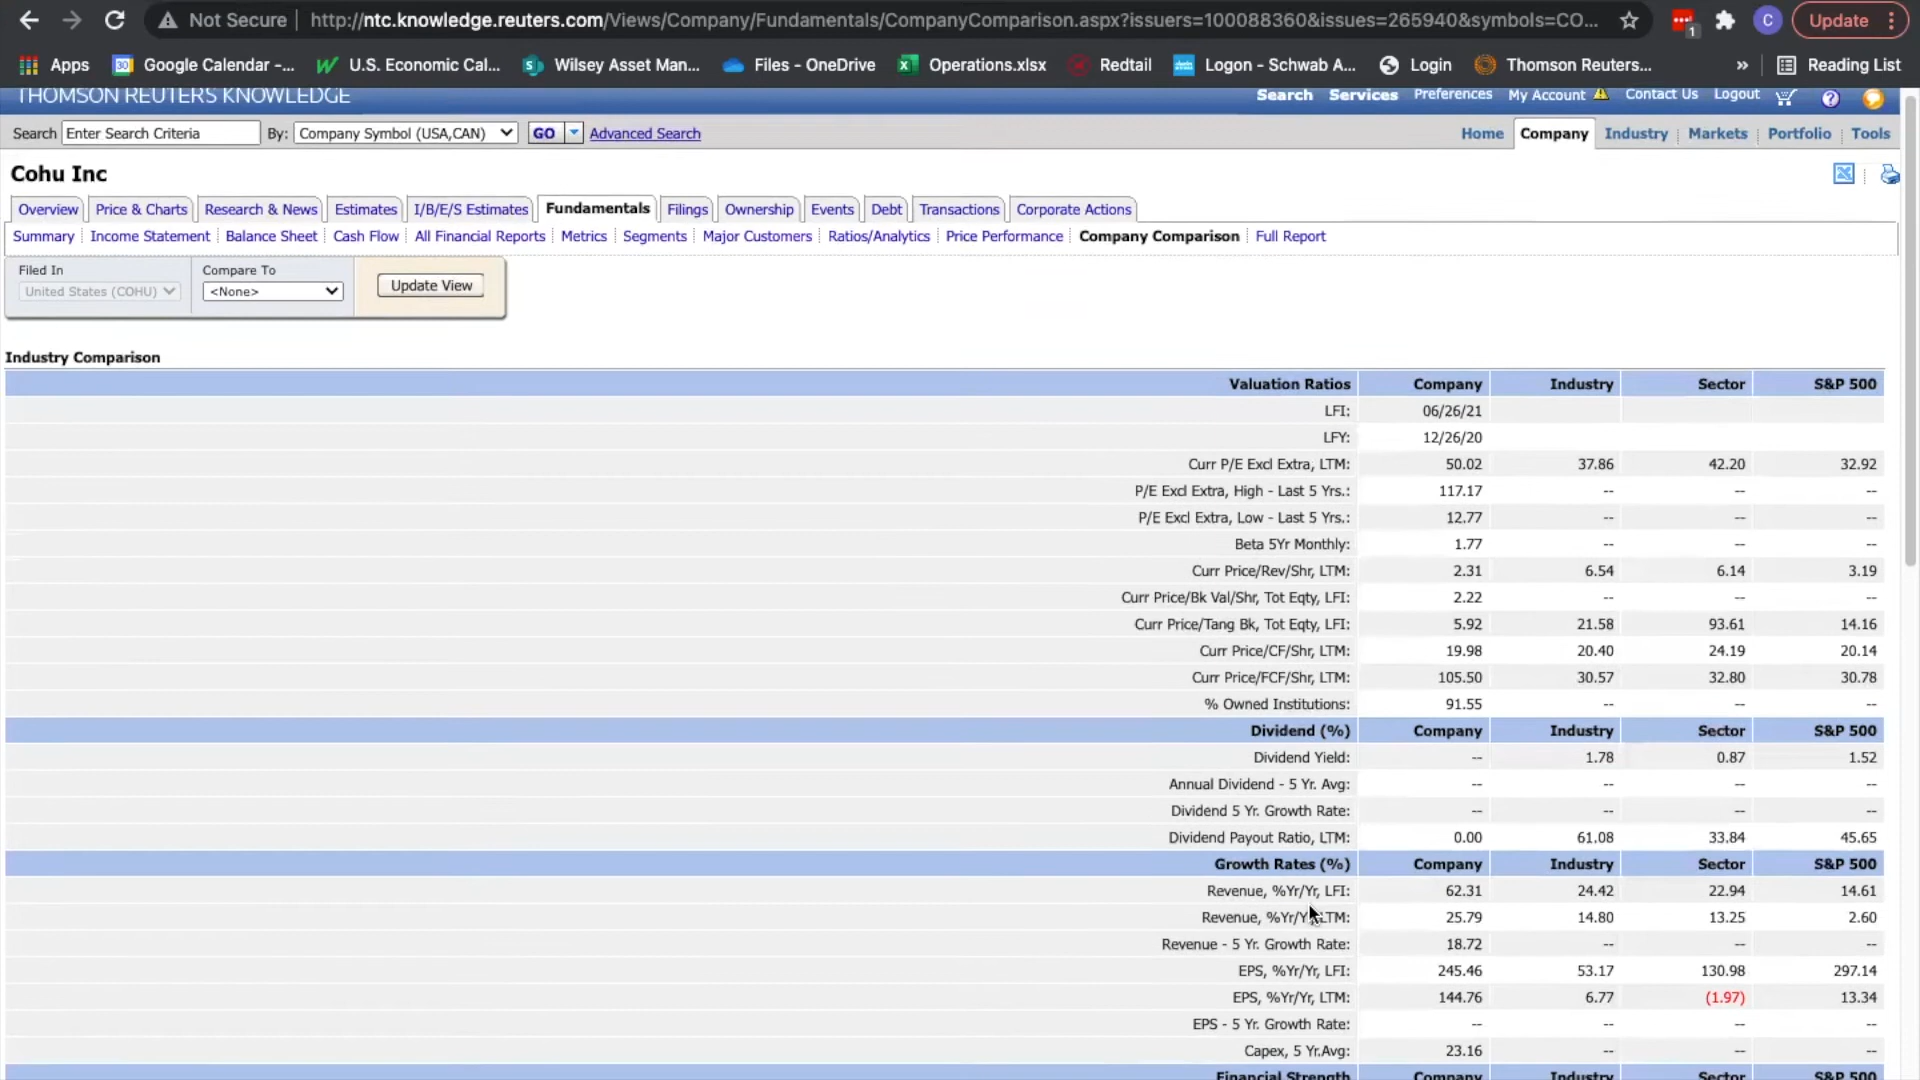 Not Secure http://ntc.knowledge.reuters.com/Views/Company/Fundamentals/CompanyComparison.aspx?issuers=100088360&issues=265940&symbols=CO... 1 C Update
Apps 30 Google Calendar -... U.S. Economic Cal... S Wilsey Asset Man... Files - OneDrive X Operations.xlsx Redtail Logon - Schwab A... Login Thomson Reuters... » Reading List
THOMSON REUTERS KNOWLEDGE Search Services Preferences My Account Contact Us Logout ?
Search Enter Search Criteria By: Company Symbol (USA,CAN) GO Advanced Search Home Company Industry Markets Portfolio Tools
Cohu Inc
Overview Price & Charts Research & News Estimates I/B/E/S Estimates Fundamentals Filings Ownership Events Debt Transactions Corporate Actions
Summary Income Statement Balance Sheet Cash Flow All Financial Reports Metrics Segments Major Customers Ratios/Analytics Price Performance Company Comparison Full Report
Filed In Compare To
United States (COHU) <None> Update View
Industry Comparison
Valuation Ratios Company Industry Sector S&P 500
LFI: 06/26/21
LFY: 12/26/20
Curr P/E Excl Extra, LTM: 50.02 37.86 42.20 32.92
P/E Excl Extra, High - Last 5 Yrs.: 117.17 -- -- --
P/E Excl Extra, Low - Last 5 Yrs.: 12.77 -- -- --
Beta 5Yr Monthly: 1.77 -- -- --
Curr Price/Rev/Shr, LTM: 2.31 6.54 6.14 3.19
Curr Price/Bk Val/Shr, Tot Eqty, LFI: 2.22 -- -- --
Curr Price/Tang Bk, Tot Eqty, LFI: 5.92 21.58 93.61 14.16
Curr Price/CF/Shr, LTM: 19.98 20.40 24.19 20.14
Curr Price/FCF/Shr, LTM: 105.50 30.57 32.80 30.78
% Owned Institutions: 91.55 -- -- --
Dividend (%) Company Industry Sector S&P 500
Dividend Yield: -- 1.78 0.87 1.52
Annual Dividend - 5 Yr. Avg: -- -- -- --
Dividend 5 Yr. Growth Rate: -- -- -- --
Dividend Payout Ratio, LTM: 0.00 61.08 33.84 45.65
Growth Rates (%) Company Industry Sector S&P 500
Revenue, %Yr/Yr, LFI: 62.31 24.42 22.94 14.61
Revenue, %Yr/Yr, LTM: 25.79 14.80 13.25 2.60
Revenue - 5 Yr. Growth Rate: 18.72 -- -- --
EPS, %Yr/Yr, LFI: 245.46 53.17 130.98 297.14
EPS, %Yr/Yr, LTM: 144.76 6.77 (1.97) 13.34
EPS - 5 Yr. Growth Rate: -- -- -- --
Capex, 5 Yr.Avg: 23.16 -- -- --
Financial Strength Company Industry Sector S&P 500